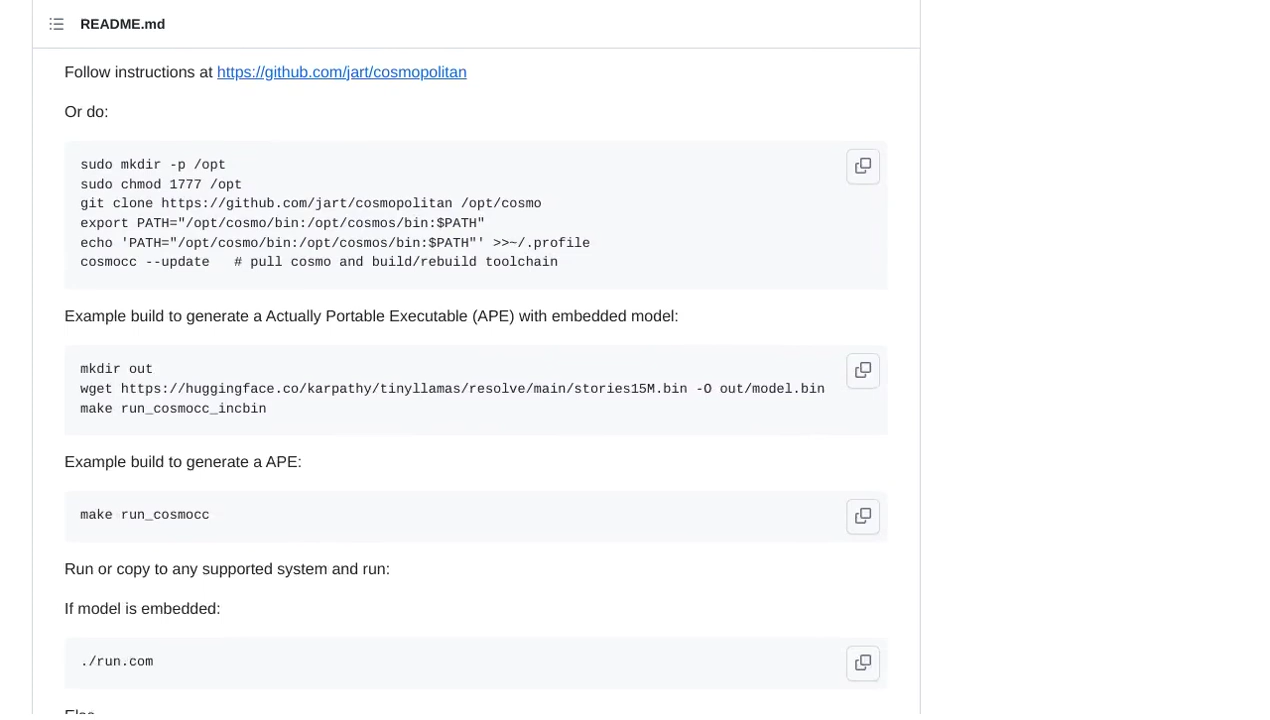 README.md
Follow instructions at https://github.com/jart/cosmopolitan
Or do:
sudo mkdir -p /opt
sudo chmod 1777 /opt
git clone https://github.com/jart/cosmopolitan /opt/cosmo
export PATH="/opt/cosmo/bin:/opt/cosmos/bin:$PATH"
echo 'PATH="/opt/cosmo/bin:/opt/cosmos/bin:$PATH"' >>~/.profile
cosmocc --update   # pull cosmo and build/rebuild toolchain
Example build to generate a Actually Portable Executable (APE) with embedded model:
mkdir out
wget https://huggingface.co/karpathy/tinyllamas/resolve/main/stories15M.bin -O out/model.bin
make run_cosmocc_incbin
Example build to generate a APE:
make run_cosmocc
Run or copy to any supported system and run:
If model is embedded:
./run.com
Else